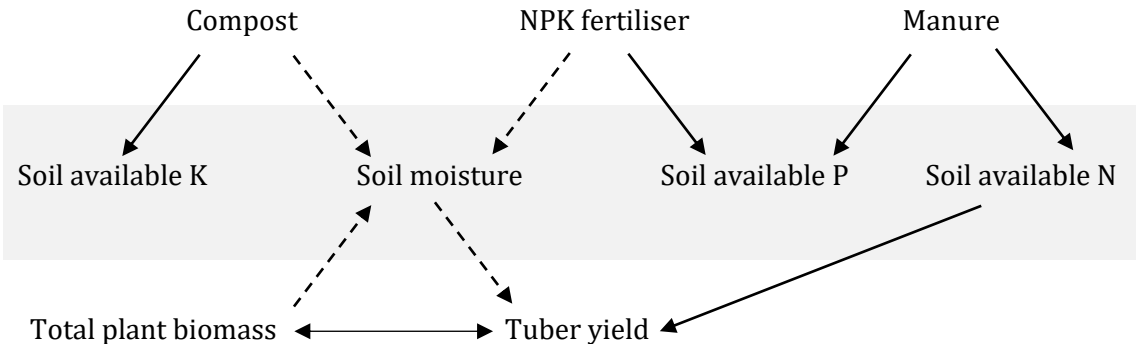 Compost NPK fertiliser Manure
Soil available K Soil moisture Soil available P Soil available N
Total plant biomass Tuber yield